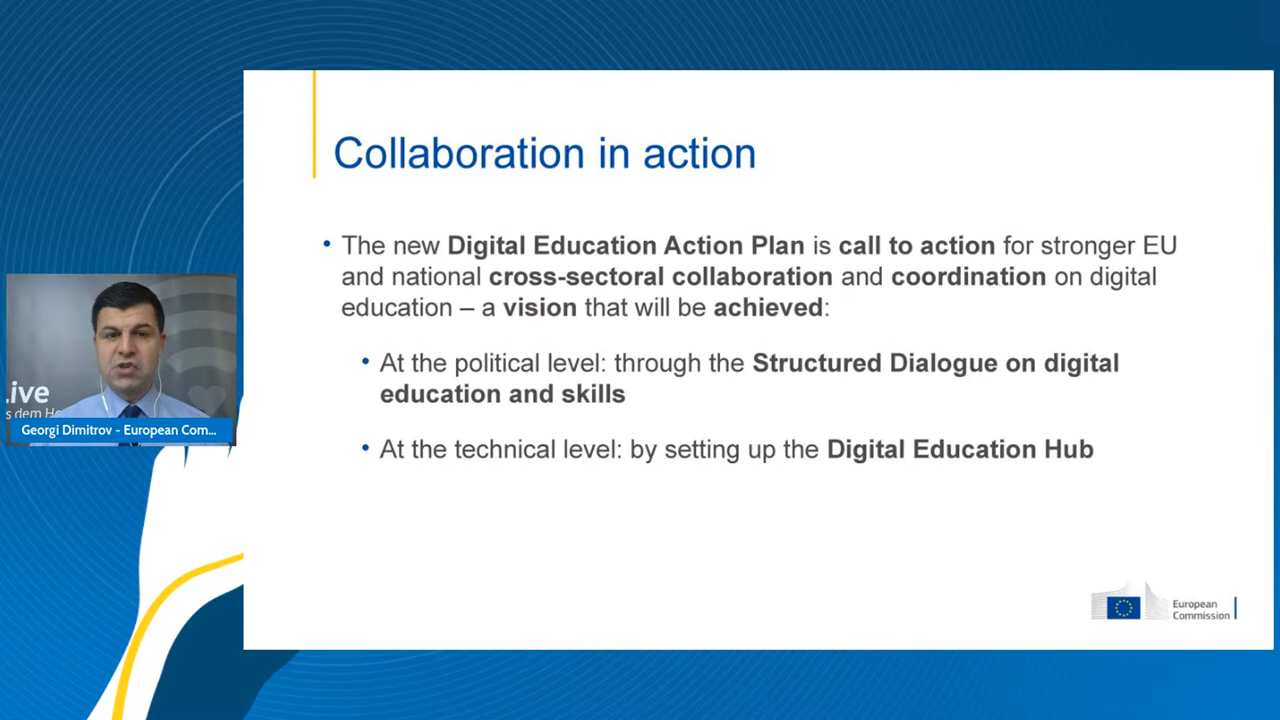 Collaboration in action
• The new Digital Education Action Plan is call to action for stronger EU
and national cross-sectoral collaboration and coordination on digital
education – a vision that will be achieved:
• At the political level: through the Structured Dialogue on digital
education and skills
• At the technical level: by setting up the Digital Education Hub
.ive
s dem H
Georgi Dimitrov - European Com...
European
Commission